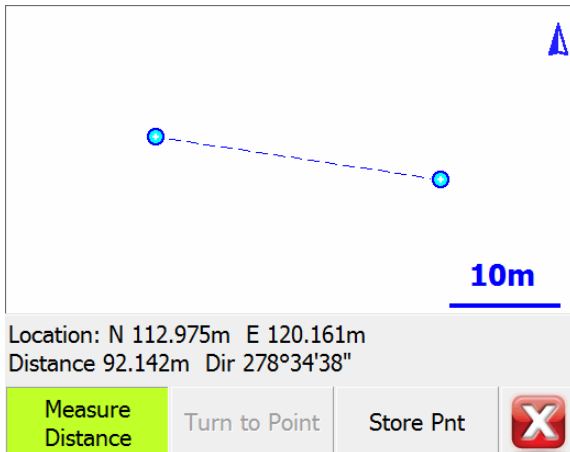 10m
Location: N 112.975m E 120.161m
Distance 92.142m Dir 278°34'38"
Measure
Distance
Turn to Point
Store Pnt